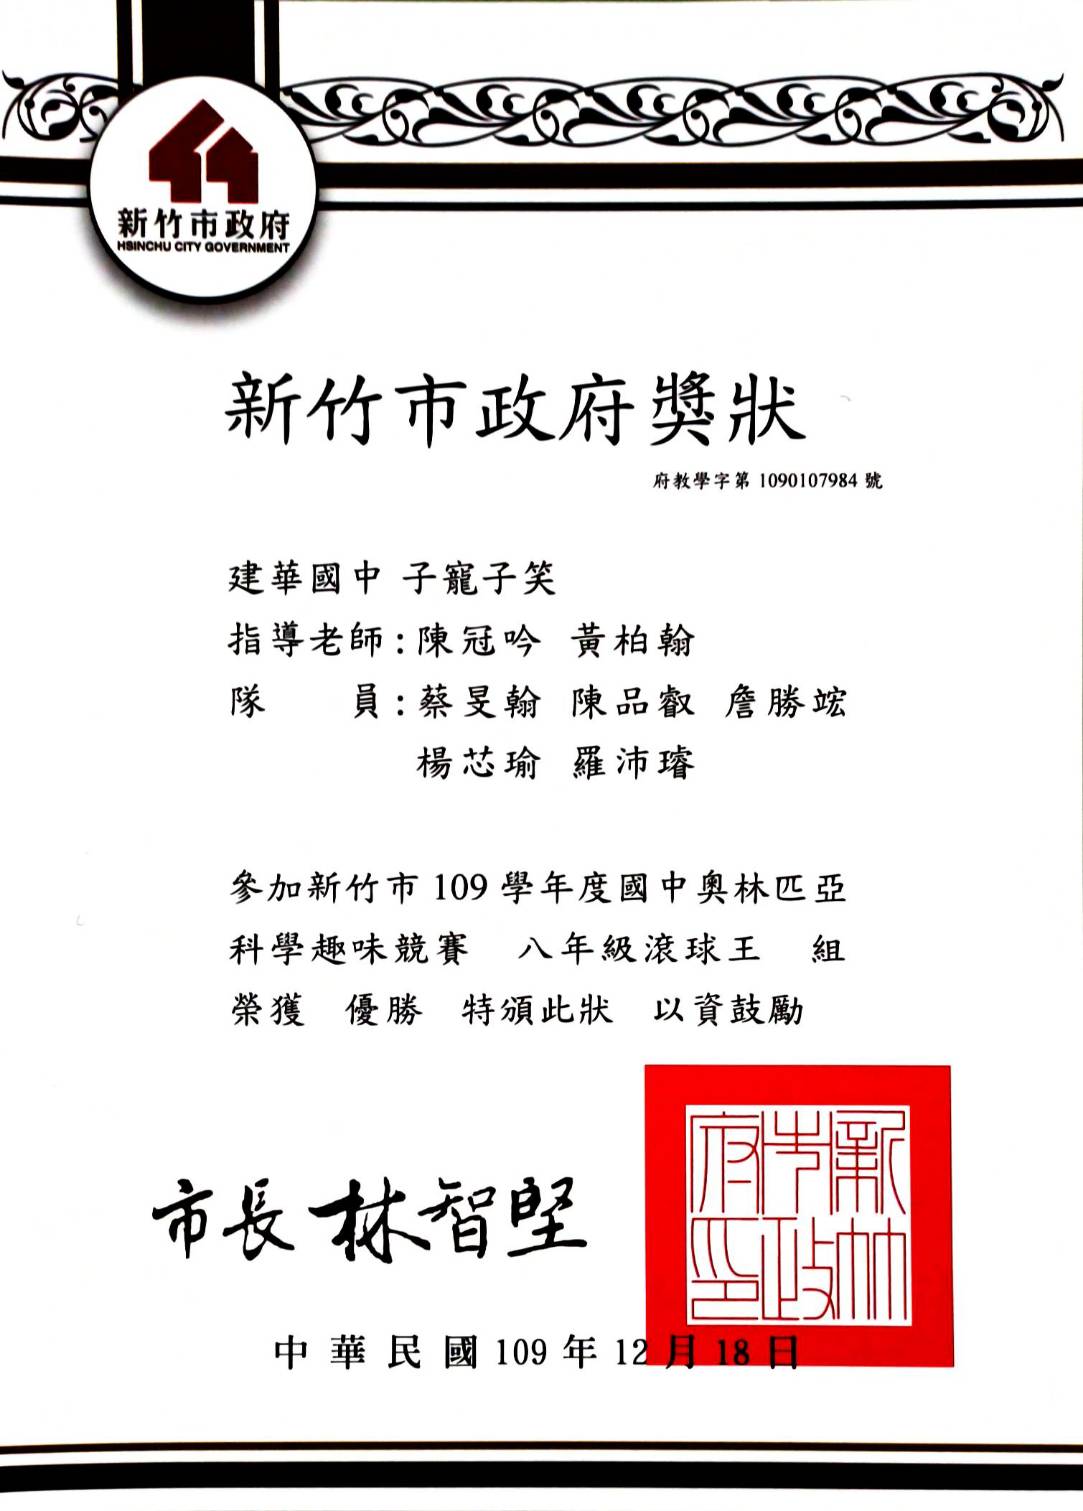 新竹市政府
HSINCHU CITY GOVERNMENT
新竹市政府獎狀
府教學字第 1090107984 號
建華國中 子寵子笑
指導老師:陳冠吟 黃柏翰
隊 員:蔡旻翰 陳品叡 詹勝竤
楊芯瑜 羅沛璿
參加新竹市 109 學年度國中奧林匹亞
科學趣味競賽 八年級滾球王 組
榮獲 優勝 特頒此狀 以資鼓勵
市長 林智堅
新竹市政府印
中華民國 109 年 12 月 18 日